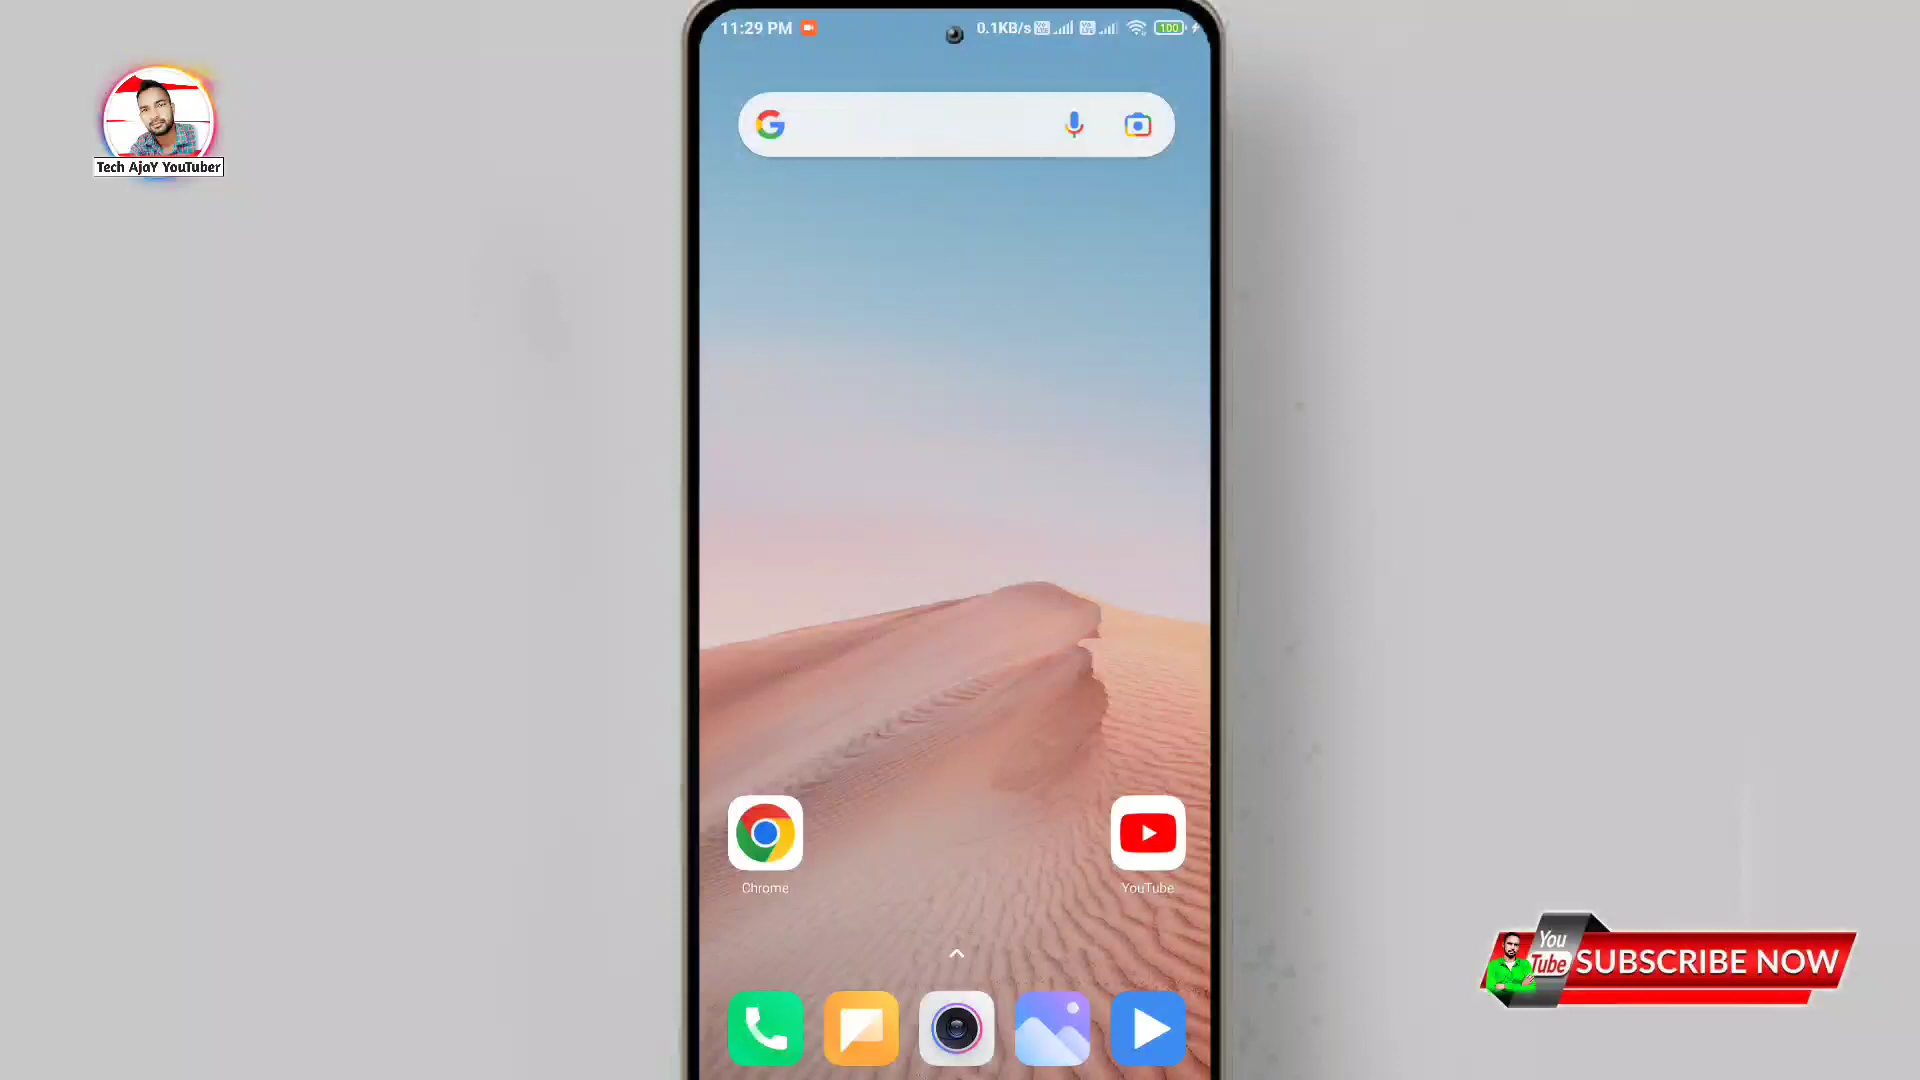 11:29 PM 0.1KB/s 100
Tech AjaY YouTuber
Chrome
YouTube
You
Tube SUBSCRIBE NOW